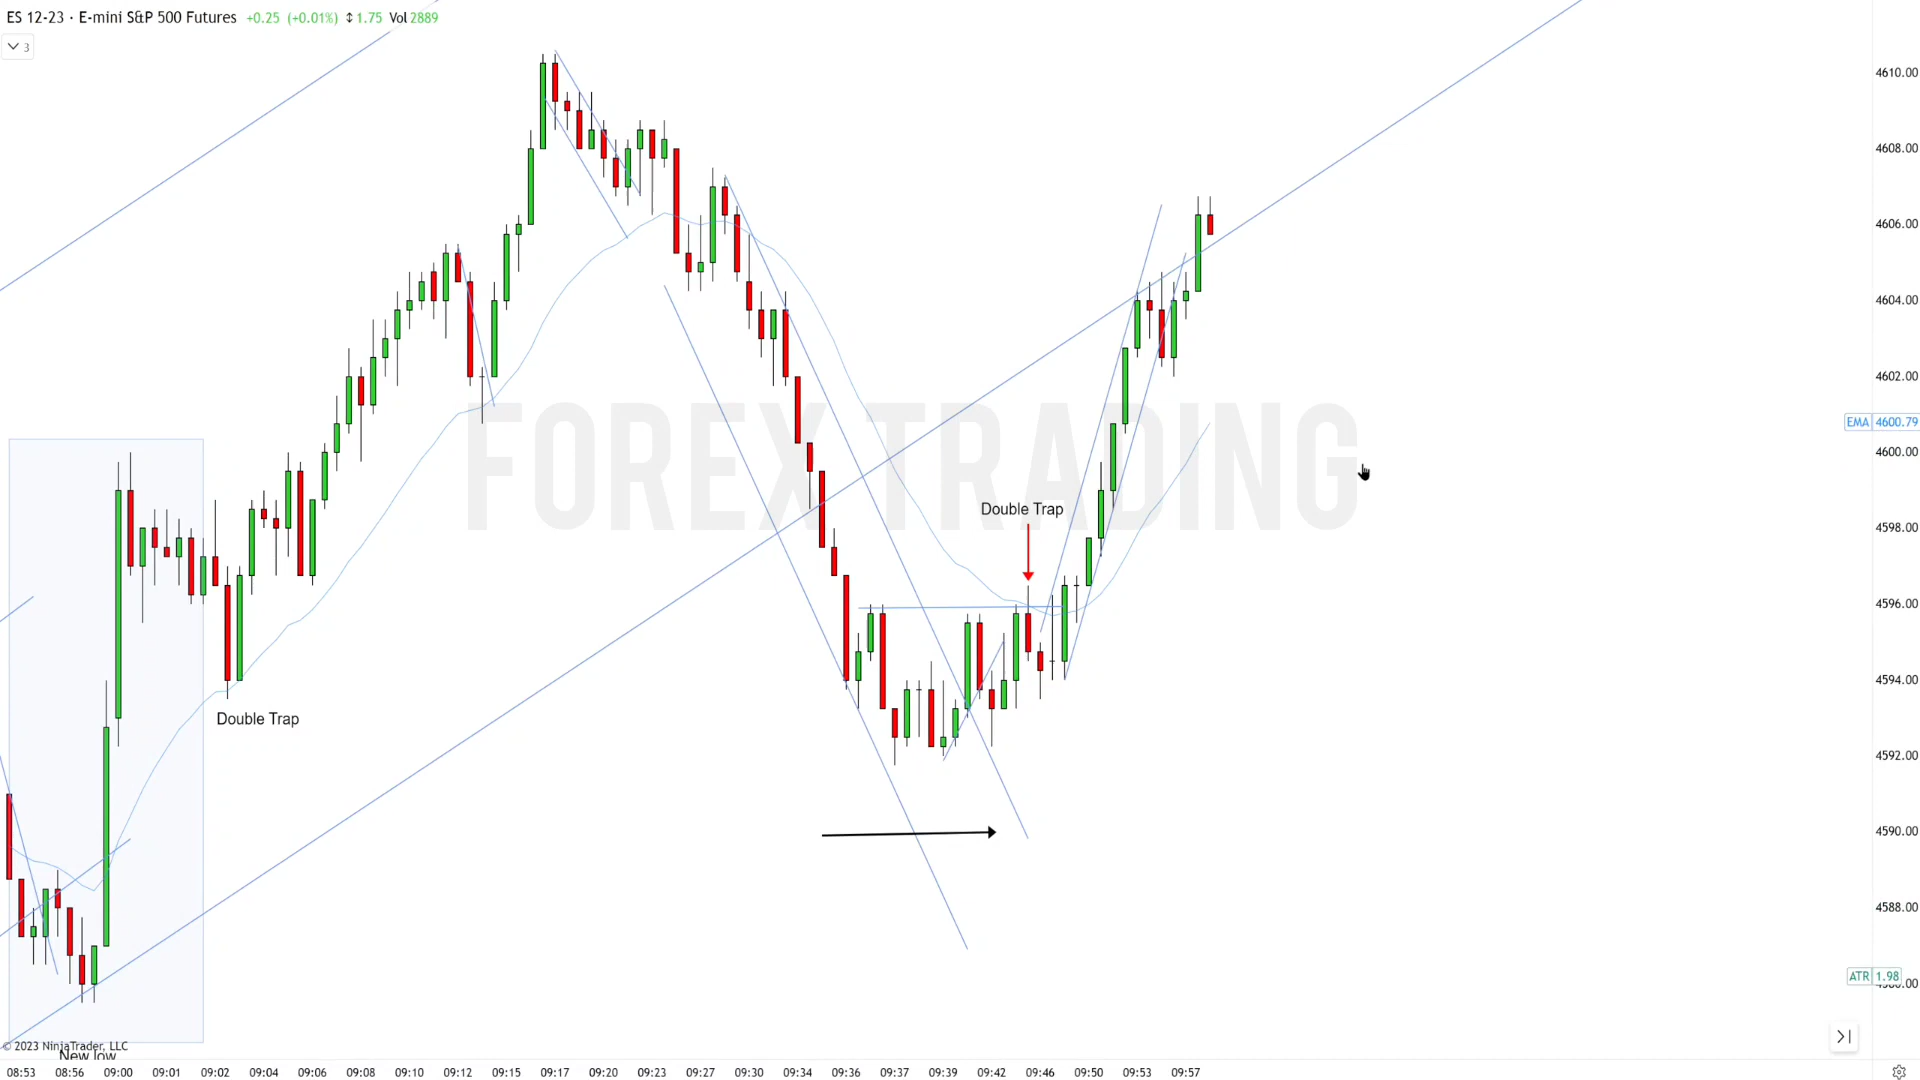 ES 12-23 · E-mini S&P 500 Futures +0.25 (+0.01%) ↕ 1.75 Vol 2889
3
4610.00
4608.00
4606.00
4604.00
4602.00
EMA 4600.79
4600.00
FOREX TRADING
Double Trap
4598.00
4596.00
4594.00
Double Trap
4592.00
4590.00
4588.00
ATR 1.98
© 2023 NinjaTrader, LLC
New low
08:53 08:56 09:00 09:01 09:02 09:04 09:06 09:08 09:10 09:12 09:15 09:17 09:20 09:23 09:27 09:30 09:34 09:36 09:37 09:39 09:42 09:46 09:50 09:53 09:57